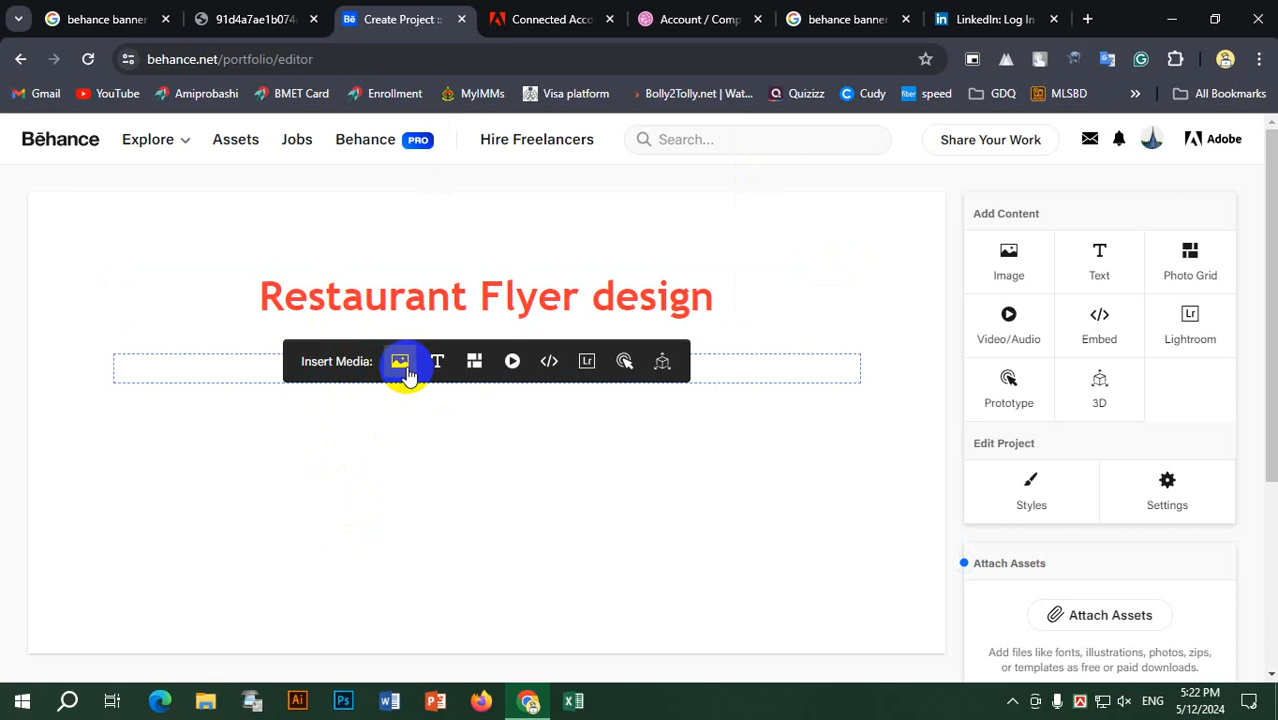 behance banner
91d4a7ae1b074
Create Project ::
Connected Acco
Account / Comp
behance banner
LinkedIn: Log In
behance.net/portfolio/editor
Gmail YouTube Amiprobashi BMET Card Enrollment MyIMMs Visa platform Bolly2Tolly.net | Wat... Quizizz Cudy speed GDQ MLSBD All Bookmarks
Bēhance Explore Assets Jobs Behance PRO Hire Freelancers Search... Share Your Work Adobe
Restaurant Flyer design
Insert Media:
Add Content
Image Text Photo Grid
Video/Audio Embed Lightroom
Prototype 3D
Edit Project
Styles Settings
Attach Assets
Attach Assets
Add files like fonts, illustrations, photos, zips,
or templates as free or paid downloads.
ENG
5:22 PM
5/12/2024